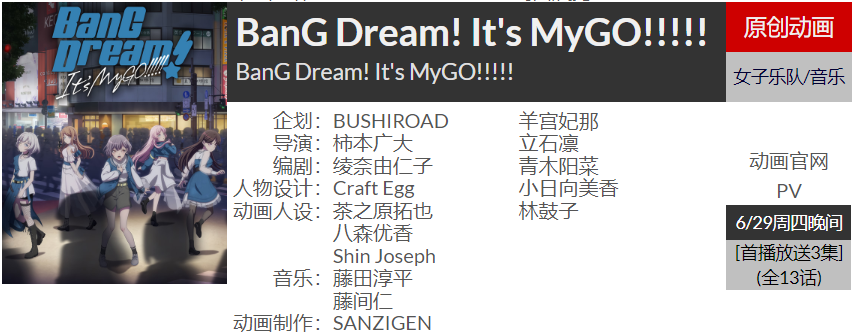 BanG
Dream!
It's MyGO!!!!!
BanG Dream! It's MyGO!!!!!
BanG Dream! It's MyGO!!!!!
原创动画
女子乐队/音乐
企划： BUSHIROAD
导演： 柿本广大
编剧： 绫奈由仁子
人物设计： Craft Egg
动画人设： 茶之原拓也
八森优香
Shin Joseph
音乐： 藤田淳平
藤间仁
动画制作： SANZIGEN
羊宫妃那
立石凛
青木阳菜
小日向美香
林鼓子
动画官网
PV
6/29周四晚间
[首播放送3集]
(全13话)